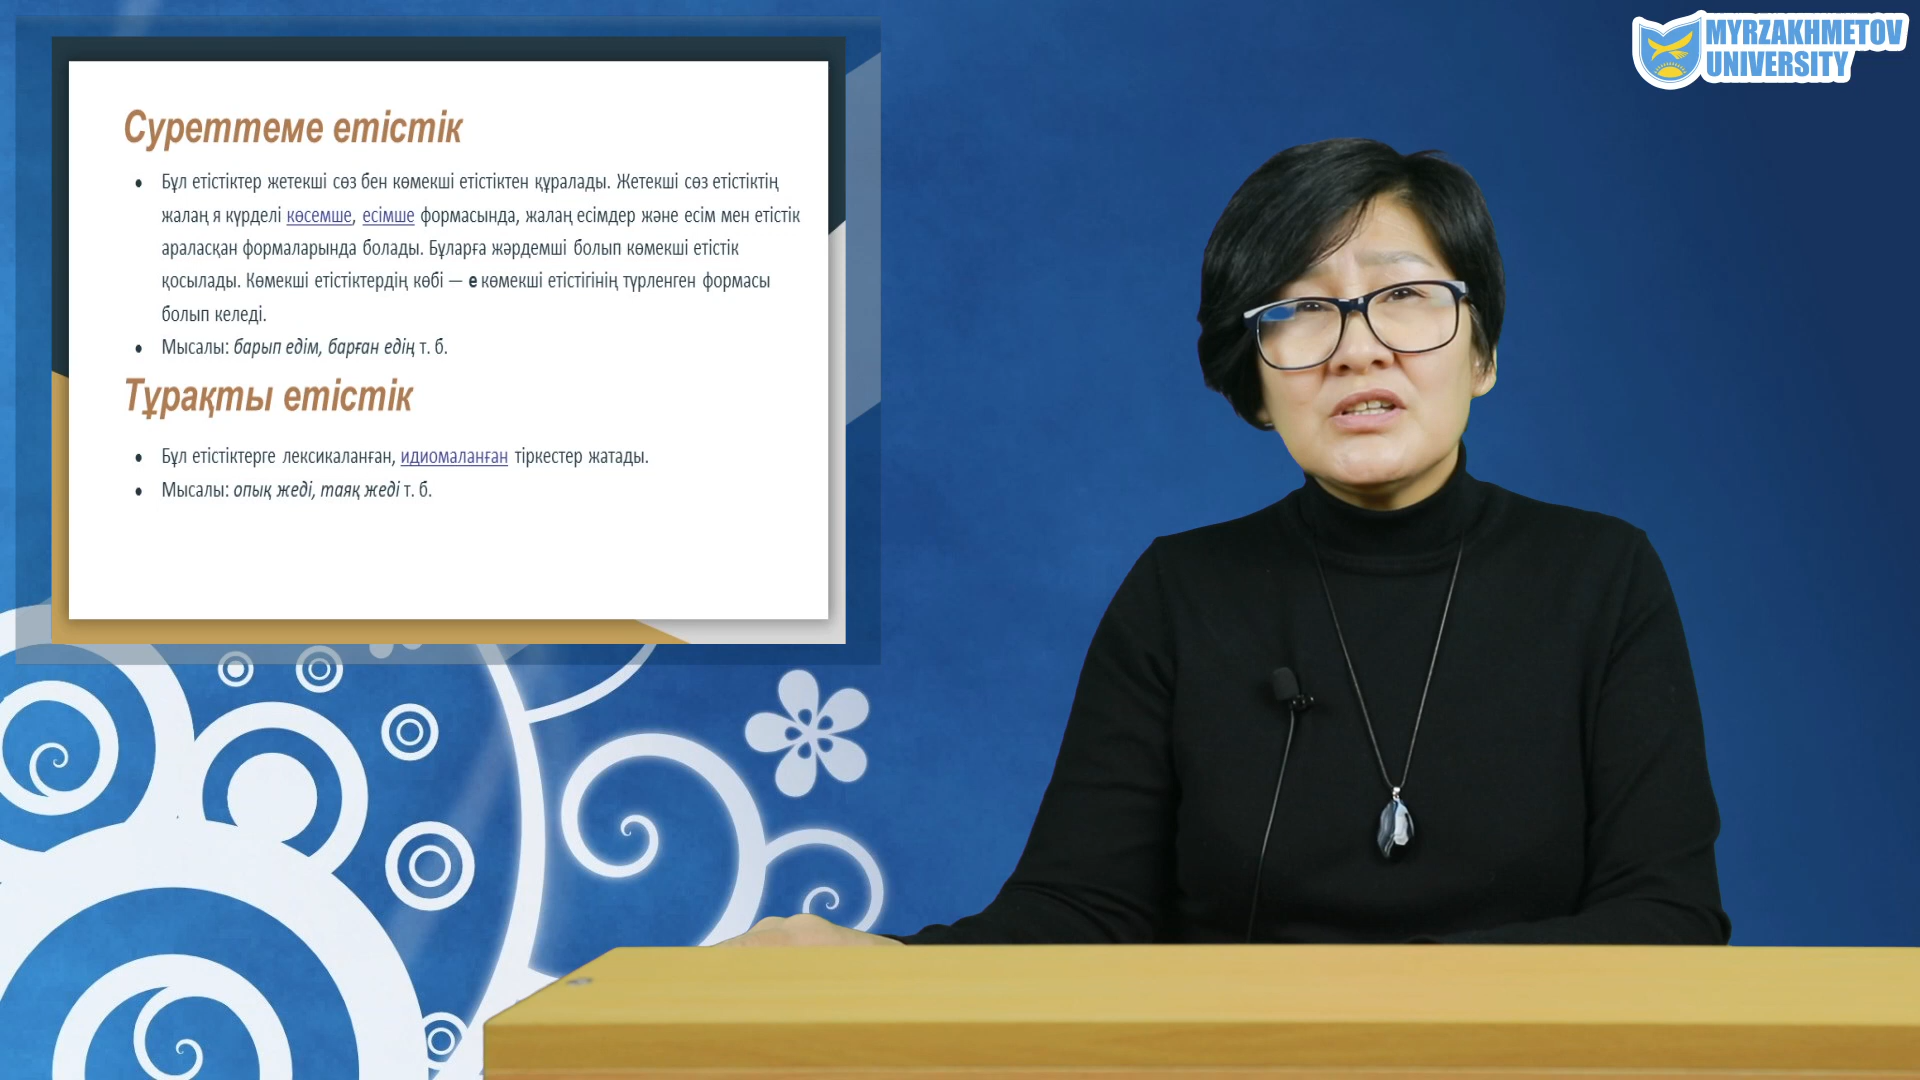 Суреттеме етістік
• Бұл етістіктер жетекші сөз бен көмекші етістіктен құралады. Жетекші сөз етістіктің
жалаң я күрделі көсемше, есімше формасында, жалаң есімдер және есім мен етістік
араласқан формаларында болады. Бұларға жәрдемші болып көмекші етістік
қосылады. Көмекші етістіктердің көбі — е көмекші етістігінің түрленген формасы
болып келеді.
• Мысалы: барып едім, барған едің т. б.
Тұрақты етістік
• Бұл етістіктерге лексикаланған, идиомаланған тіркестер жатады.
• Мысалы: опық жеді, таяқ жеді т. б.
MYRZAKHMETOV
UNIVERSITY